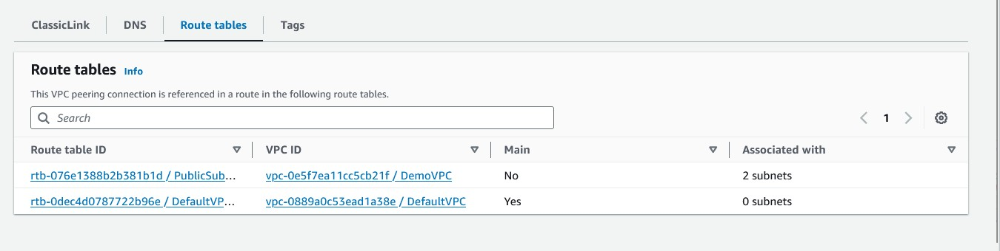 ClassicLink DNS Route tables Tags
Route tables Info
This VPC peering connection is referenced in a route in the following route tables.
Search
1
Route table ID VPC ID Main Associated with
rtb-076e1388b2b381b1d / PublicSub... vpc-0e5f7ea11cc5cb21f / DemoVPC No 2 subnets
rtb-0dec4d0787722b96e / DefaultVP... vpc-0889a0c53ead1a38e / DefaultVPC Yes 0 subnets